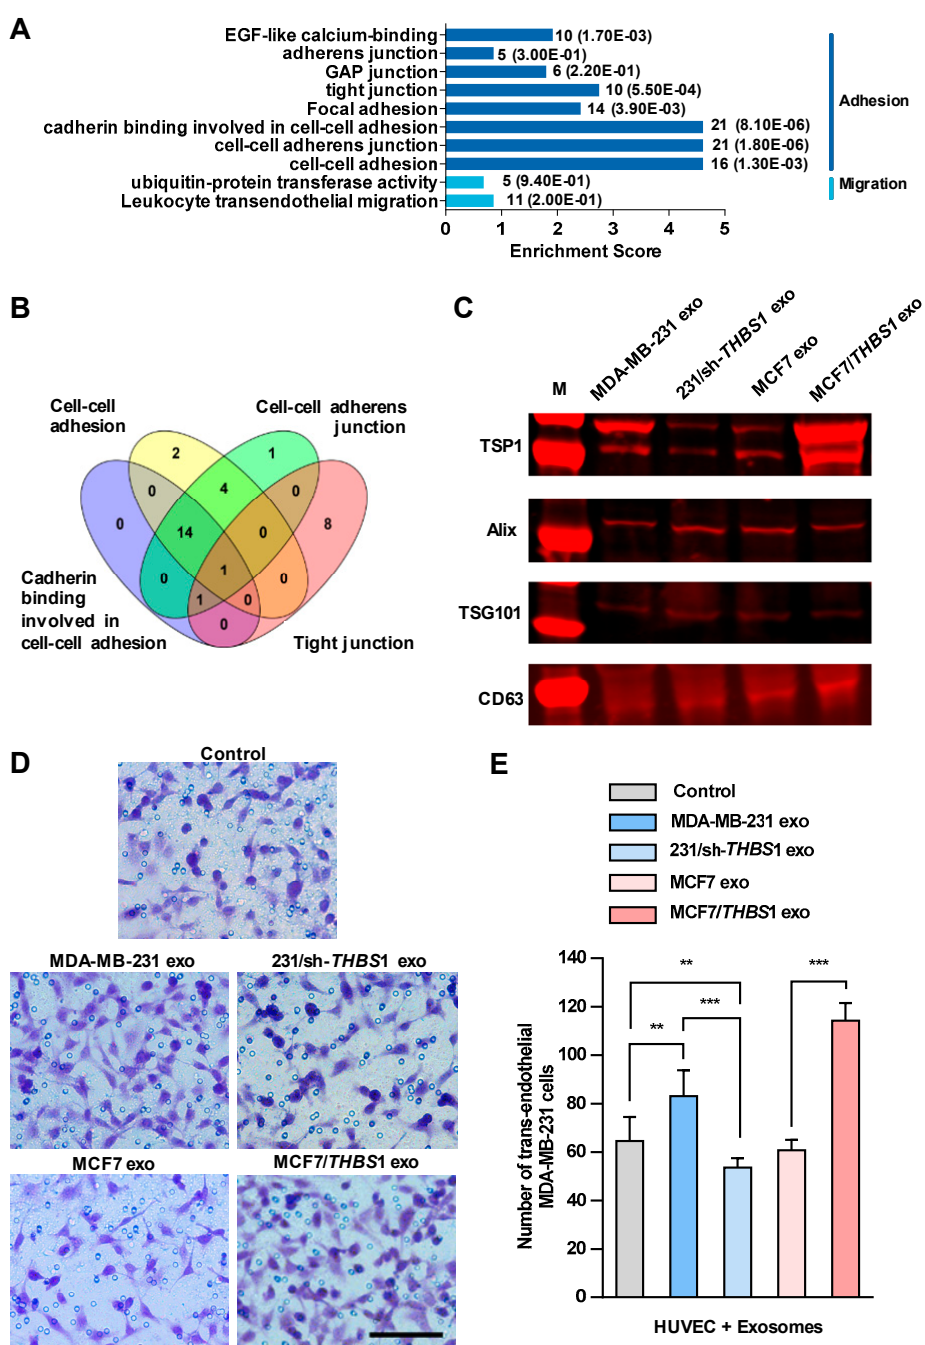 A
EGF-like calcium-binding 10 (1.70E-03)
adherens junction 5 (3.00E-01)
GAP junction 6 (2.20E-01)
tight junction 10 (5.50E-04)
Focal adhesion 14 (3.90E-03)
cadherin binding involved in cell-cell adhesion 21 (8.10E-06)
cell-cell adherens junction 21 (1.80E-06)
cell-cell adhesion 16 (1.30E-03)
ubiquitin-protein transferase activity 5 (9.40E-01)
Leukocyte transendothelial migration 11 (2.00E-01)
Adhesion
Migration
0 1 2 3 4 5
Enrichment Score
B
Cell-cell
adhesion
Cell-cell adherens
junction
2 1
0 4 0
0 14 0 8
0 1 0
1 0
0
Cadherin
binding
involved in
cell-cell adhesion
Tight junction
C
M
MDA-MB-231 exo
231/sh-THBS1 exo
MCF7 exo
MCF7/THBS1 exo
TSP1
Alix
TSG101
CD63
D
Control
MDA-MB-231 exo
231/sh-THBS1 exo
MCF7 exo
MCF7/THBS1 exo
E
Control
MDA-MB-231 exo
231/sh-THBS1 exo
MCF7 exo
MCF7/THBS1 exo
Number of trans-endothelial
MDA-MB-231 cells
140
120
100
80
60
40
20
0
** ***
***
**
HUVEC + Exosomes